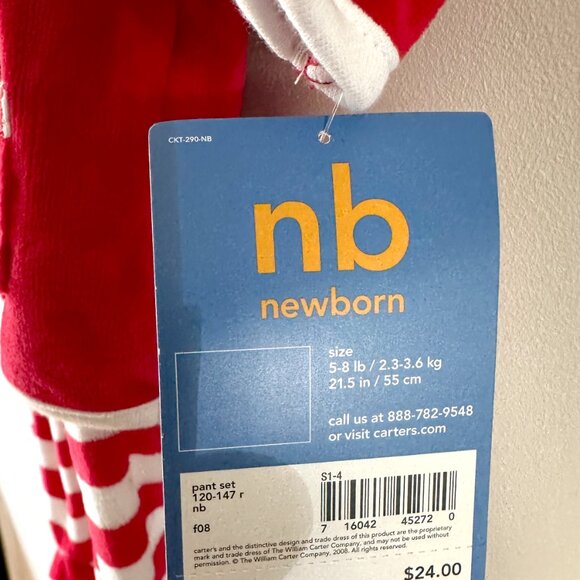 CKT-290-NB
nb
newborn
size
5-8 lb / 2.3-3.6 kg
21.5 in / 55 cm
call us at 888-782-9548
or visit carters.com
pant set
120-147 r
nb
f08
S1-4
7 16042 45272 0
carter's and the distinctive design and trade dress of this product are the proprietary
mark and trade dress of The William Carter Company, and may not be used without
permission. © The William Carter Company, 2008. All rights reserved.
$24.00